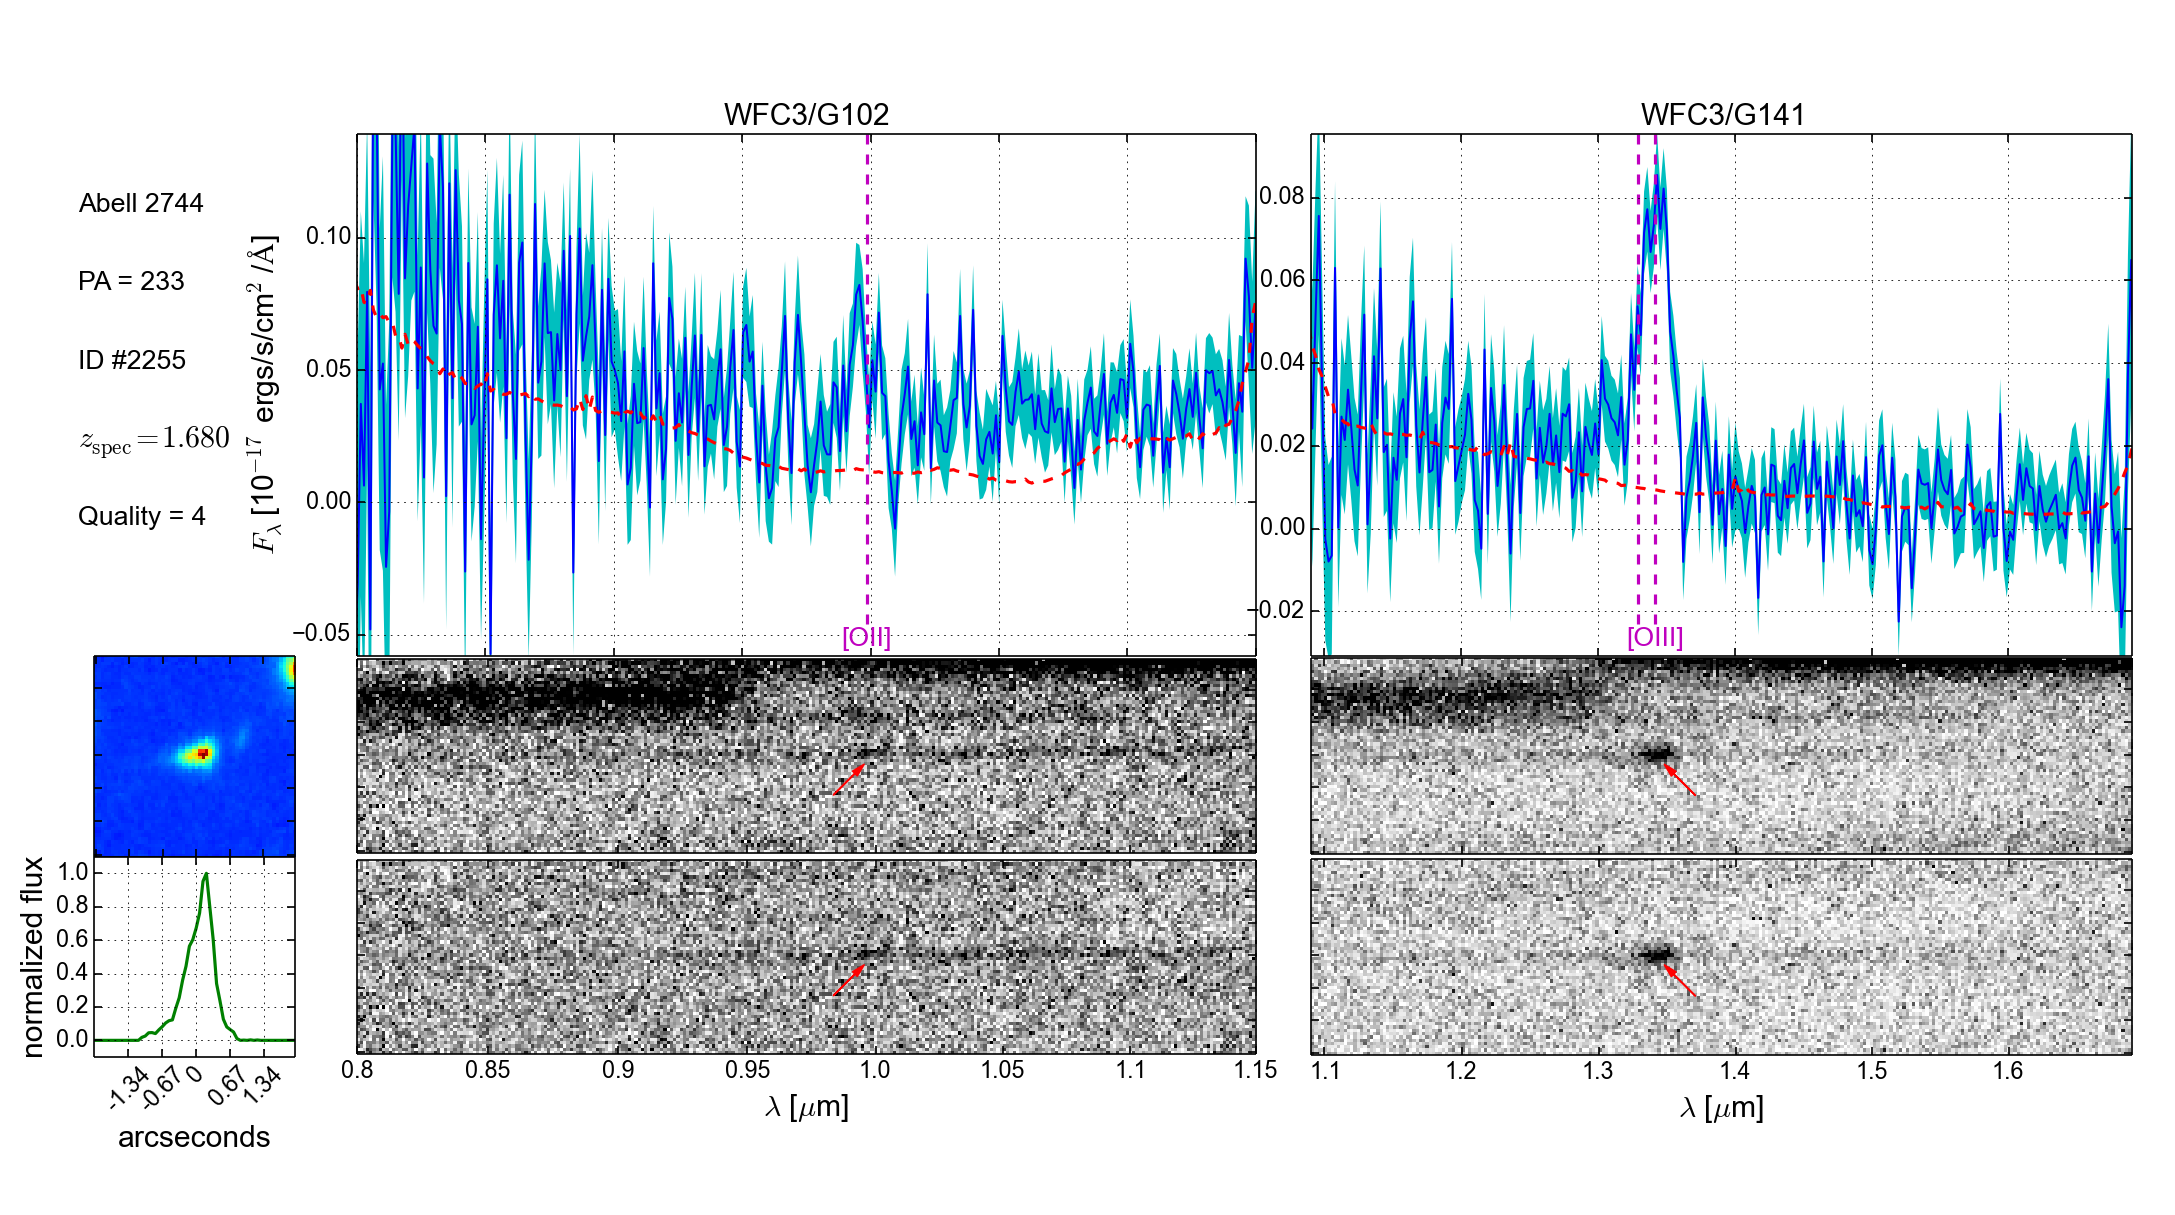 WFC3/G102
WFC3/G141
Abell 2744
PA = 233
ID #2255
z_spec = 1.680
Quality = 4
F_λ [10^−17 ergs/s/cm^2 /Å]
0.10
0.05
0.00
−0.05
0.08
0.06
0.04
0.02
0.00
−0.02
[OII]
[OIII]
normalized flux
1.0
0.8
0.6
0.4
0.2
0.0
-1.34
-0.67
0
0.67
1.34
arcseconds
0.8
0.85
0.9
0.95
1.0
1.05
1.1
1.15
λ [μm]
1.1
1.2
1.3
1.4
1.5
1.6
λ [μm]